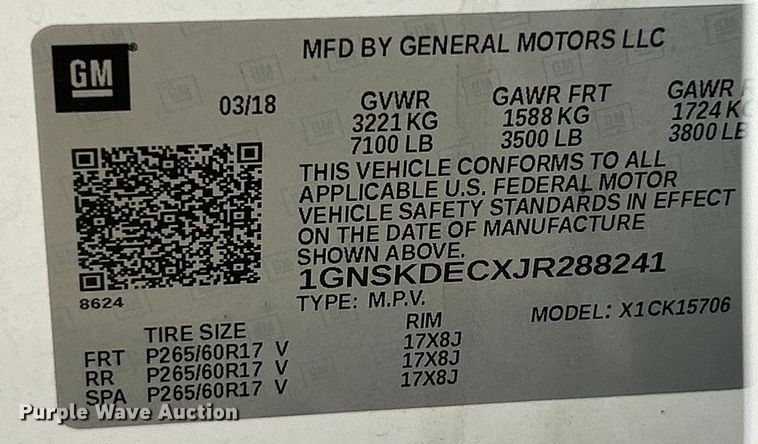 GM
MFD BY GENERAL MOTORS LLC
03/18 GVWR GAWR FRT GAWR
3221 KG 1588 KG 1724
7100 LB 3500 LB 3800
THIS VEHICLE CONFORMS TO ALL
APPLICABLE U.S. FEDERAL MOTOR
VEHICLE SAFETY STANDARDS IN EFFECT
ON THE DATE OF MANUFACTURE
SHOWN ABOVE.
1GNSKDECXJR288241
8624
TYPE: M.P.V. MODEL: X1CK15706
TIRE SIZE RIM
FRT P265/60R17 V 17X8J
RR P265/60R17 V 17X8J
SPA P265/60R17 V 17X8J
Purple Wave Auction